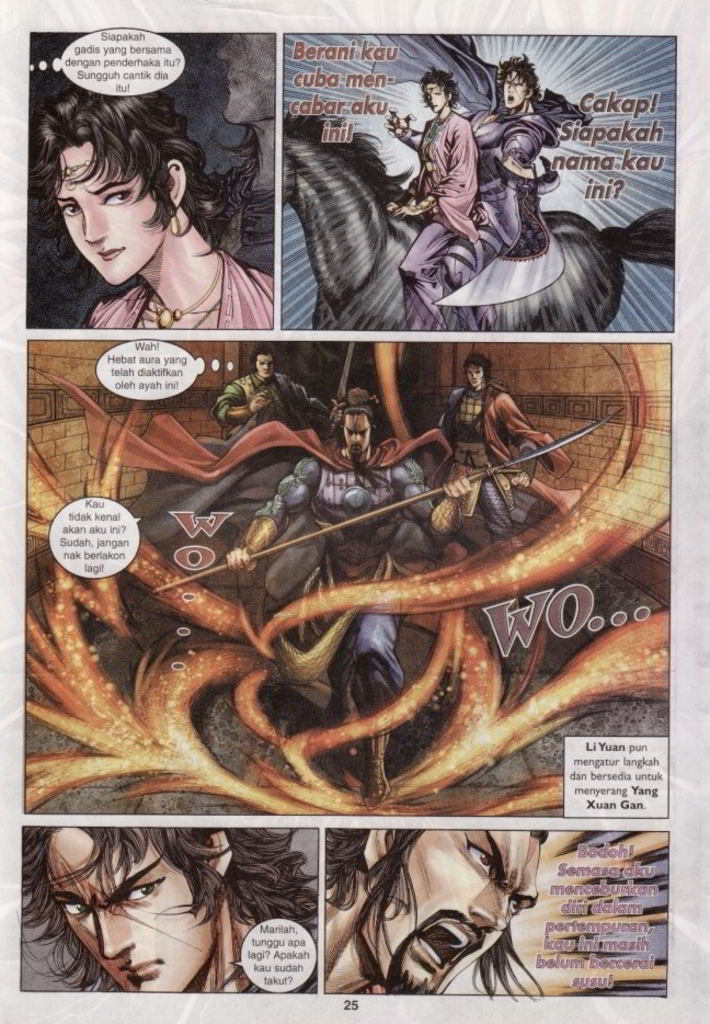 Siapakah
gadis yang bersama
dengan penderhaka itu?
Sungguh cantik dia
itu!
Berani kau
cuba men-
cabar aku
ini!
Cakap!
Siapakah
nama kau
ini?
Wah!
Hebat aura yang
telah diaktifkan
oleh ayah ini!
Kau
tidak kenal
akan aku ini?
Sudah, jangan
nak berlakon
lagi!
WO...
WO...
Li Yuan pun
mengatur langkah
dan bersedia untuk
menyerang Yang
Xuan Gan.
Marilah,
tunggu apa
lagi? Apakah
kau sudah
takut?
Bodoh!
Semasa aku
menceburkan
diri dalam
pertempuran,
kau ini masih
belum bercerai
susu!
25